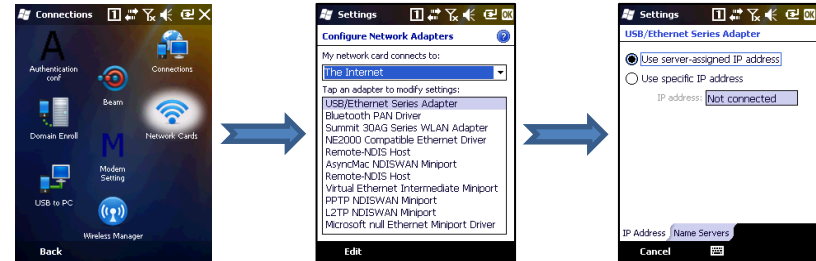 Connections
A
Authentication
conf
Beam
Connections
Domain Enroll
M
Modem
Setting
Network Cards
USB to PC
Wireless Manager
Back
Settings
ok
Configure Network Adapters
?
My network card connects to:
The Internet
Tap an adapter to modify settings:
USB/Ethernet Series Adapter
Bluetooth PAN Driver
Summit 30AG Series WLAN Adapter
NE2000 Compatible Ethernet Driver
Remote-NDIS Host
AsyncMac NDISWAN Miniport
Remote-NDIS Host
Virtual Ethernet Intermediate Miniport
PPTP NDISWAN Miniport
L2TP NDISWAN Miniport
Microsoft null Ethernet Miniport Driver
Edit
Settings
ok
USB/Ethernet Series Adapter
Use server-assigned IP address
Use specific IP address
IP address: Not connected
IP Address Name Servers
Cancel